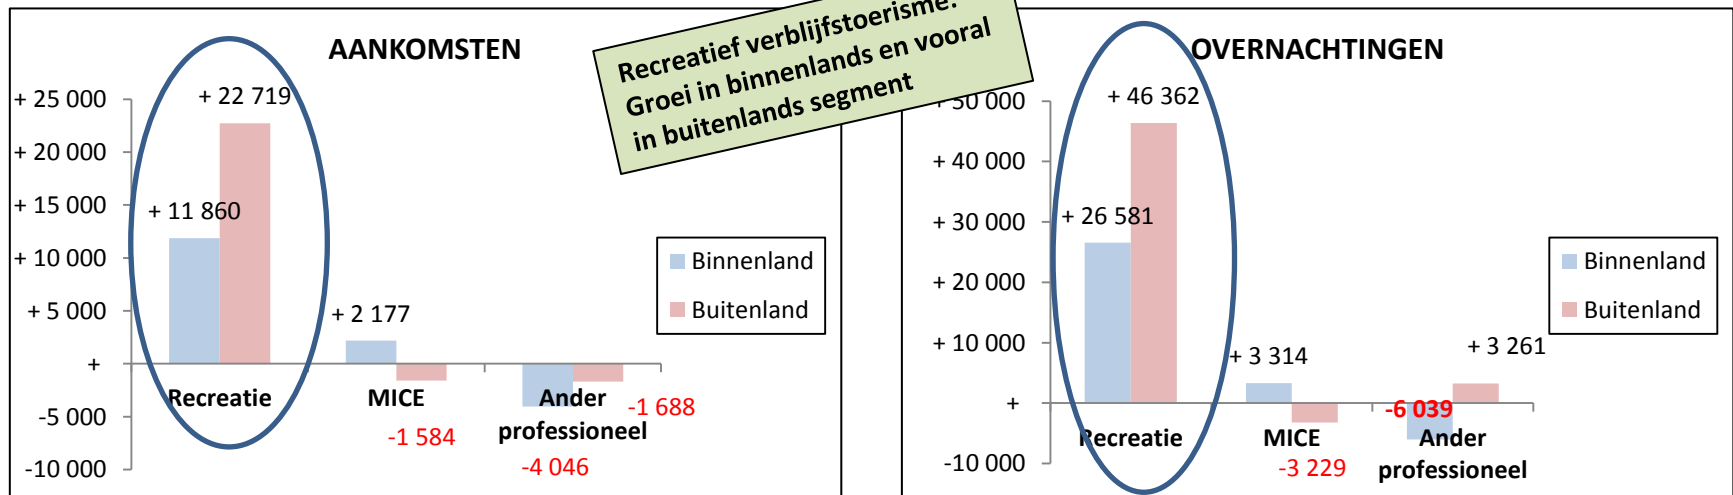 AANKOMSTEN
+ 25 000
+ 20 000
+ 15 000
+ 10 000
+ 5 000
+
-5 000
-10 000
+ 22 719
+ 11 860
+ 2 177
-1 584
-4 046
-1 688
Recreatie
MICE
Ander
professioneel
Binnenland
Buitenland
Recreatief verblijfstoerisme:
Groei in binnenlands en vooral
in buitenlands segment
OVERNACHTINGEN
+ 50 000
+ 40 000
+ 30 000
+ 20 000
+ 10 000
+
-10 000
+ 46 362
+ 26 581
+ 3 314
-3 229
-6 039
+ 3 261
Recreatie
MICE
Ander
professioneel
Binnenland
Buitenland